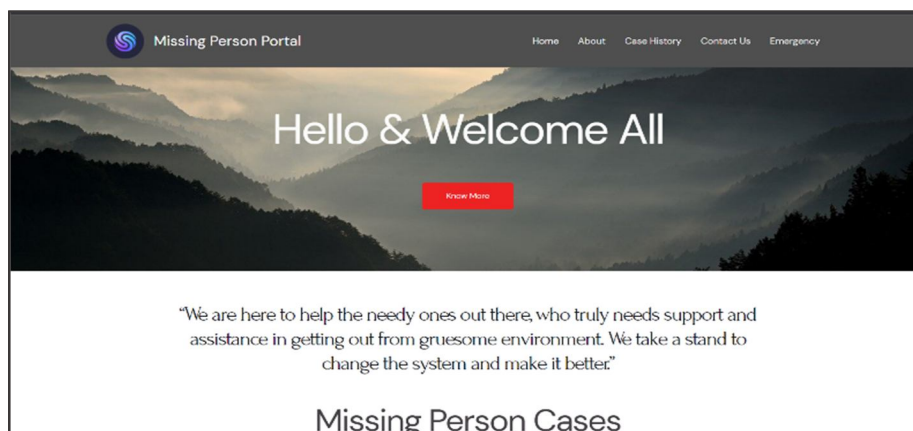 Missing Person Portal
Home About Case History Contact Us Emergency
Hello & Welcome All
Know More
“We are here to help the needy ones out there, who truly needs support and
assistance in getting out from gruesome environment. We take a stand to
change the system and make it better.”
Missing Person Cases